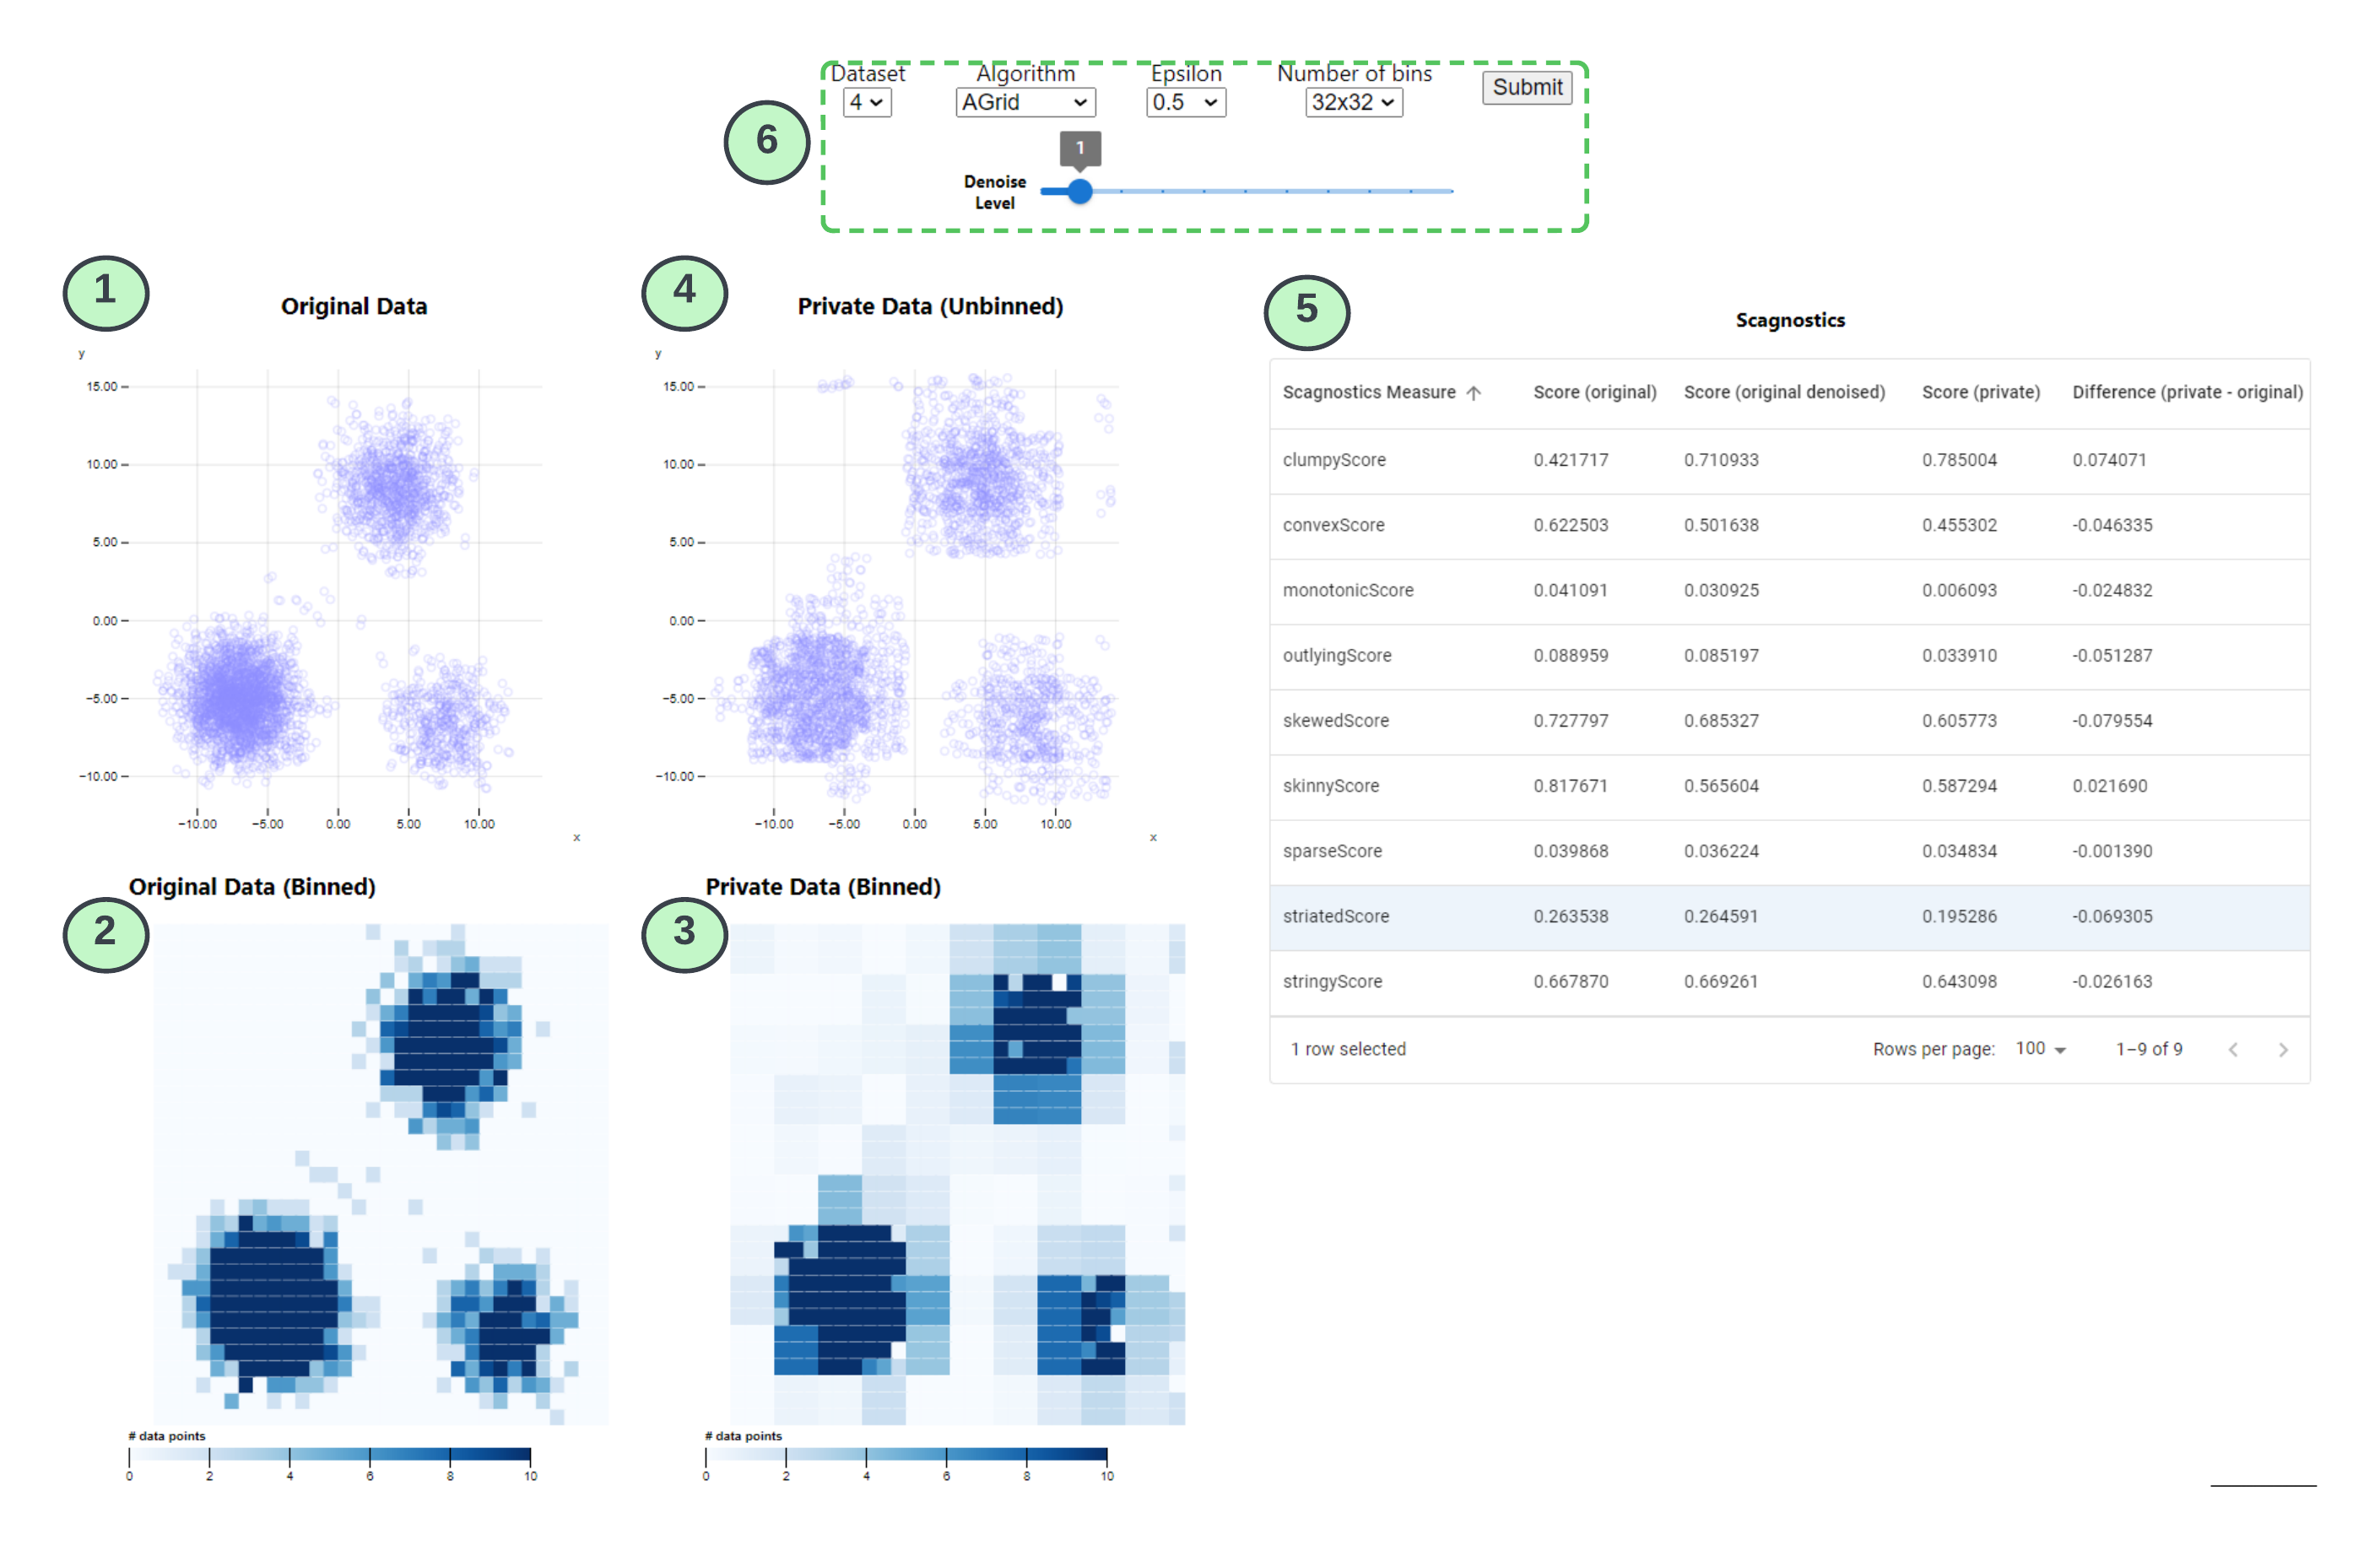 Dataset Algorithm Epsilon Number of bins
4 AGrid 0.5 32x32 Submit
6
1
Denoise
Level
1
Original Data
y
15.00
10.00
5.00
0.00
−5.00
−10.00
−10.00 −5.00 0.00 5.00 10.00
x
4
Private Data (Unbinned)
y
15.00
10.00
5.00
0.00
−5.00
−10.00
−10.00 −5.00 0.00 5.00 10.00
x
5
Scagnostics
Scagnostics Measure Score (original) Score (original denoised) Score (private) Difference (private - original)
clumpyScore 0.421717 0.710933 0.785004 0.074071
convexScore 0.622503 0.501638 0.455302 -0.046335
monotonicScore 0.041091 0.030925 0.006093 -0.024832
outlyingScore 0.088959 0.085197 0.033910 -0.051287
skewedScore 0.727797 0.685327 0.605773 -0.079554
skinnyScore 0.817671 0.565604 0.587294 0.021690
sparseScore 0.039868 0.036224 0.034834 -0.001390
striatedScore 0.263538 0.264591 0.195286 -0.069305
stringyScore 0.667870 0.669261 0.643098 -0.026163
1 row selected Rows per page: 100 1–9 of 9
Original Data (Binned)
2
# data points
0 2 4 6 8 10
Private Data (Binned)
3
# data points
0 2 4 6 8 10